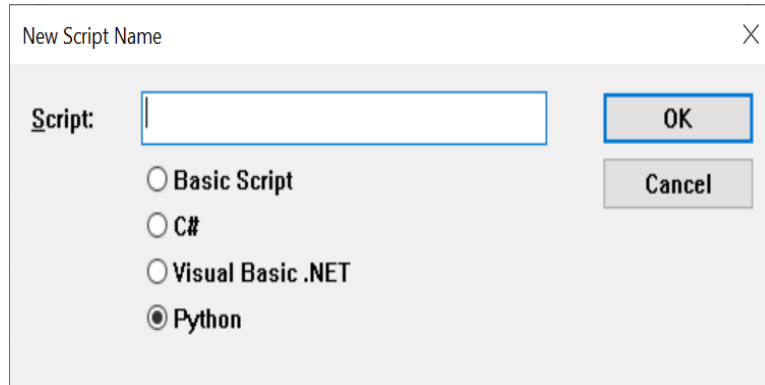 New Script Name
Script:
OK
Basic Script
Cancel
C#
Visual Basic .NET
Python